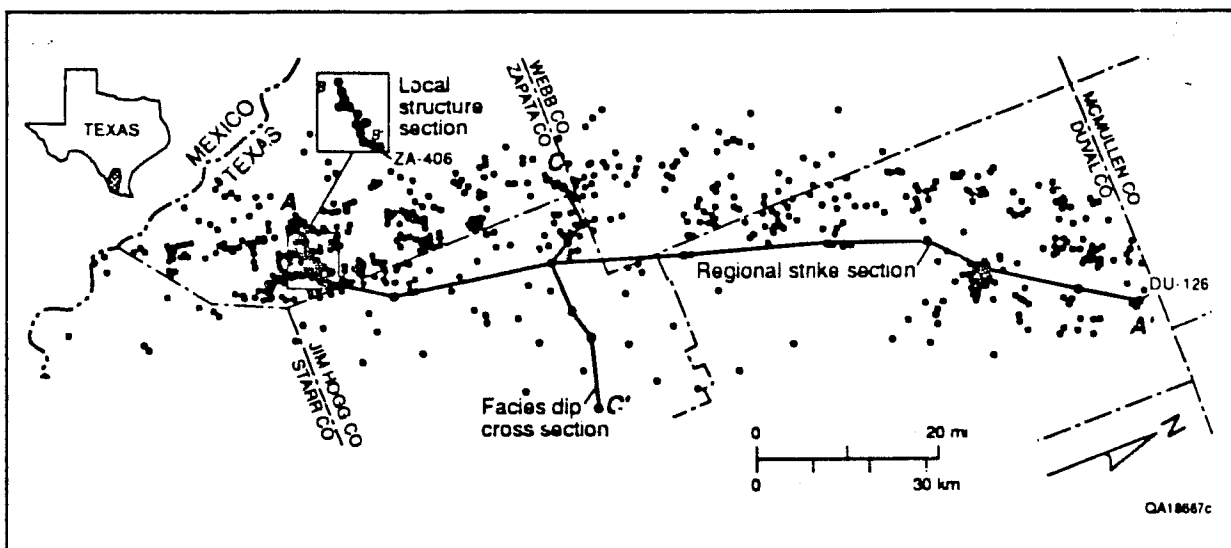 TEXAS
MEXICO
TEXAS
B
B'
Local
structure
section
ZA-406
WEBB CO
ZAPATA CO
MCMULLEN CO
DUVAL CO
A
C
Regional strike section
DU-126
A'
JIM HOGG CO
STARR CO
Facies dip
cross section
C'
0 20 mi
0 30 km
N
QA18667c